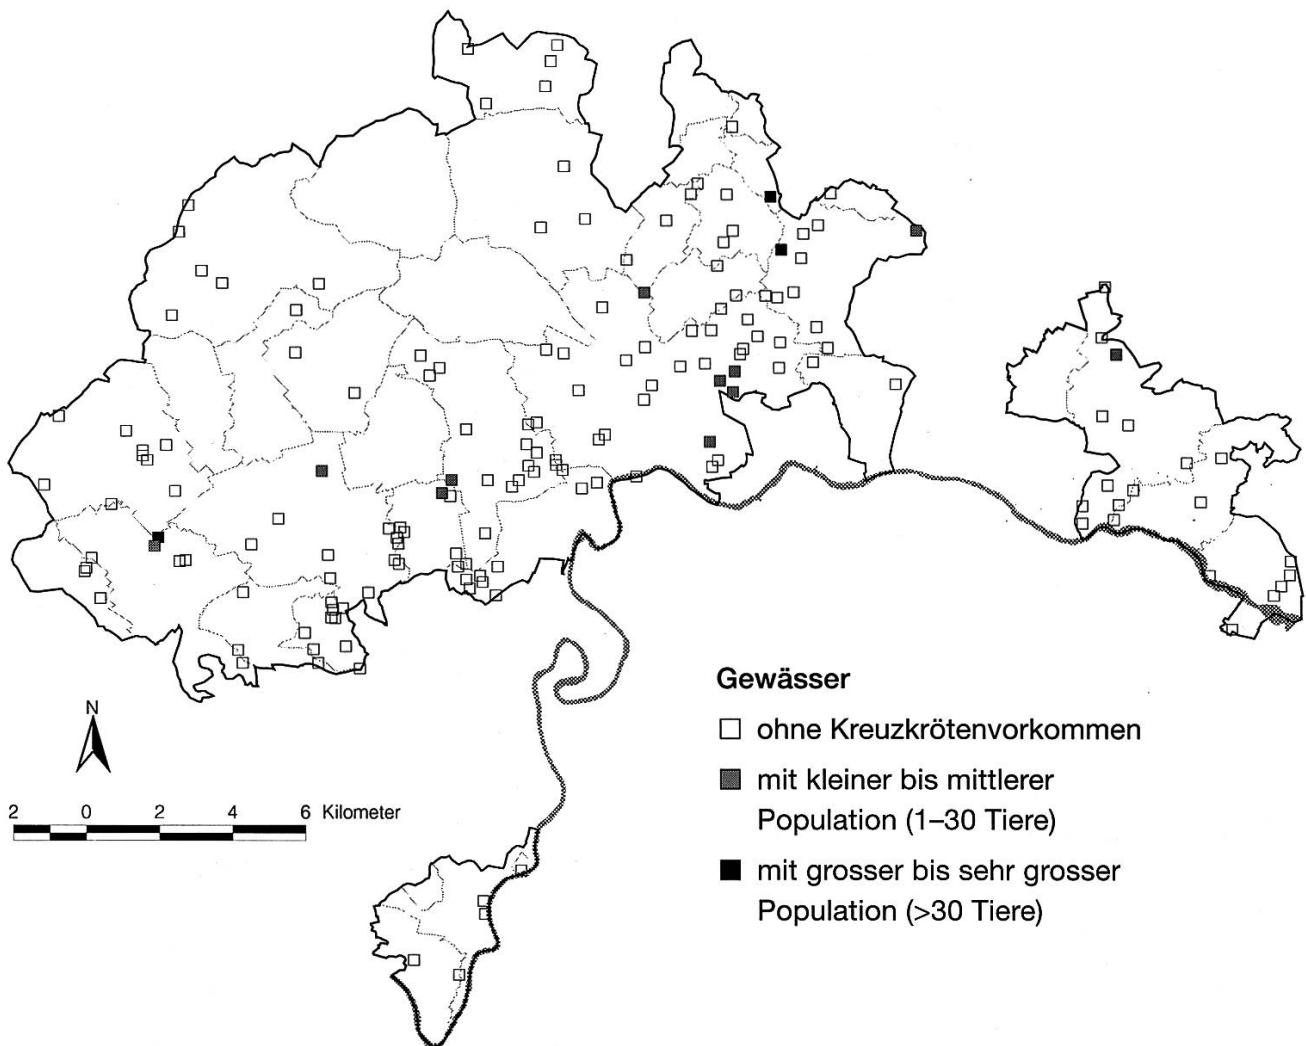 Gewässer
ohne Kreuzkrötenvorkommen
mit kleiner bis mittlerer
Population (1–30 Tiere)
mit grosser bis sehr grosser
Population (>30 Tiere)
N
2 0 2 4 6 Kilometer